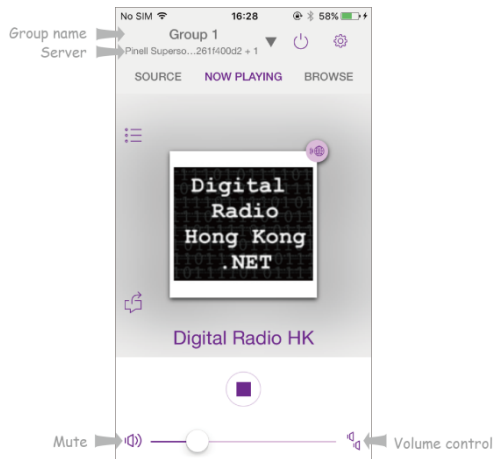 No SIM 16:28 58%
Group name
Group 1
Server
Pinell Superso...261f400d2 + 1
SOURCE NOW PLAYING BROWSE
Digital
Radio
Hong Kong
.NET
Digital Radio HK
Mute
Volume control